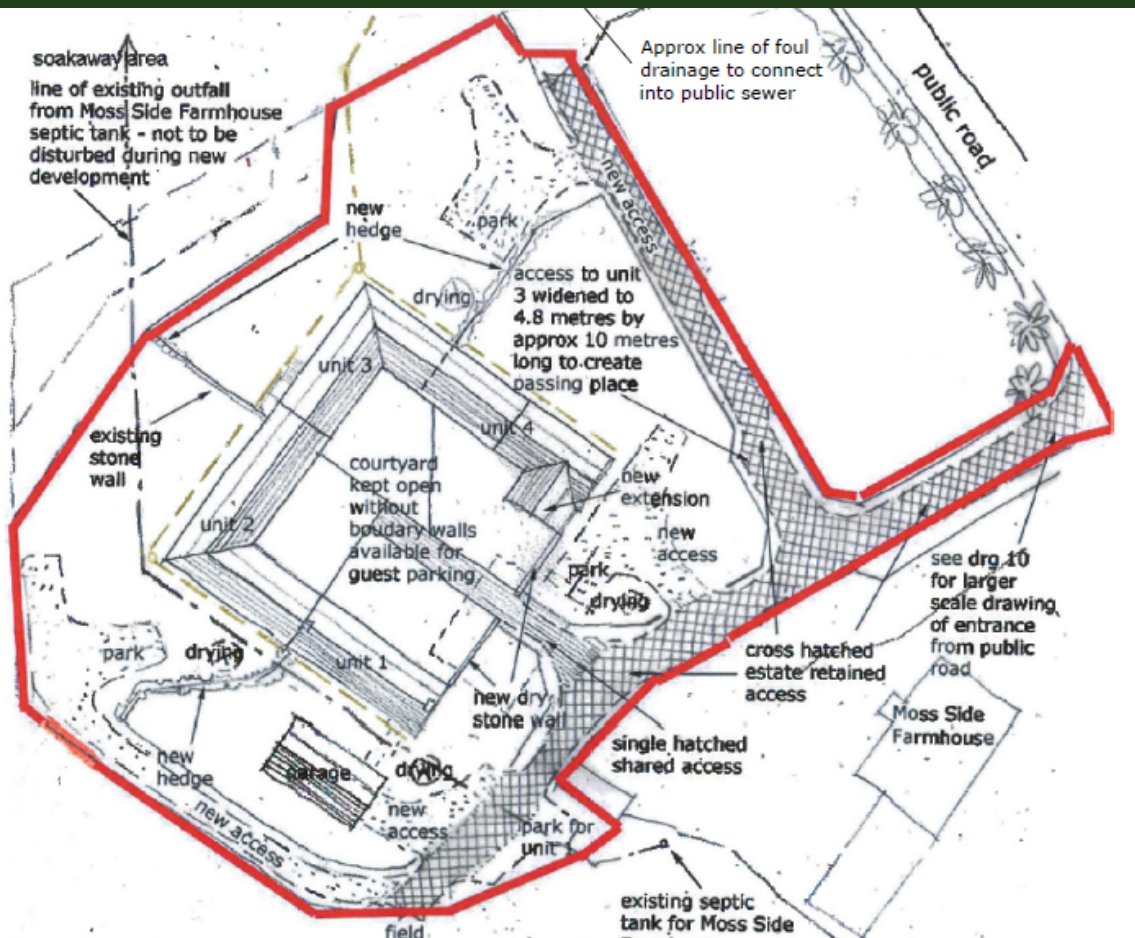 soakaway area
line of existing outfall
from Moss Side Farmhouse
septic tank - not to be
disturbed during new
development
Approx line of foul
drainage to connect
into public sewer
public road
new access
new
hedge
park
drying
access to unit
3 widened to
4.8 metres by
approx 10 metres
long to create
passing place
unit 3
unit 4
existing
stone
wall
courtyard
kept open
without
boudary walls
available for
guest parking
new
extension
unit 2
new
access
park
drying
see drg 10
for larger
scale drawing
of entrance
from public
road
park
drying
unit 1
cross hatched
estate retained
access
new dry
stone wall
Moss Side
Farmhouse
single hatched
shared access
new
hedge
garage
drying
new access
new
access
park for
unit 1
existing septic
tank for Moss Side
field